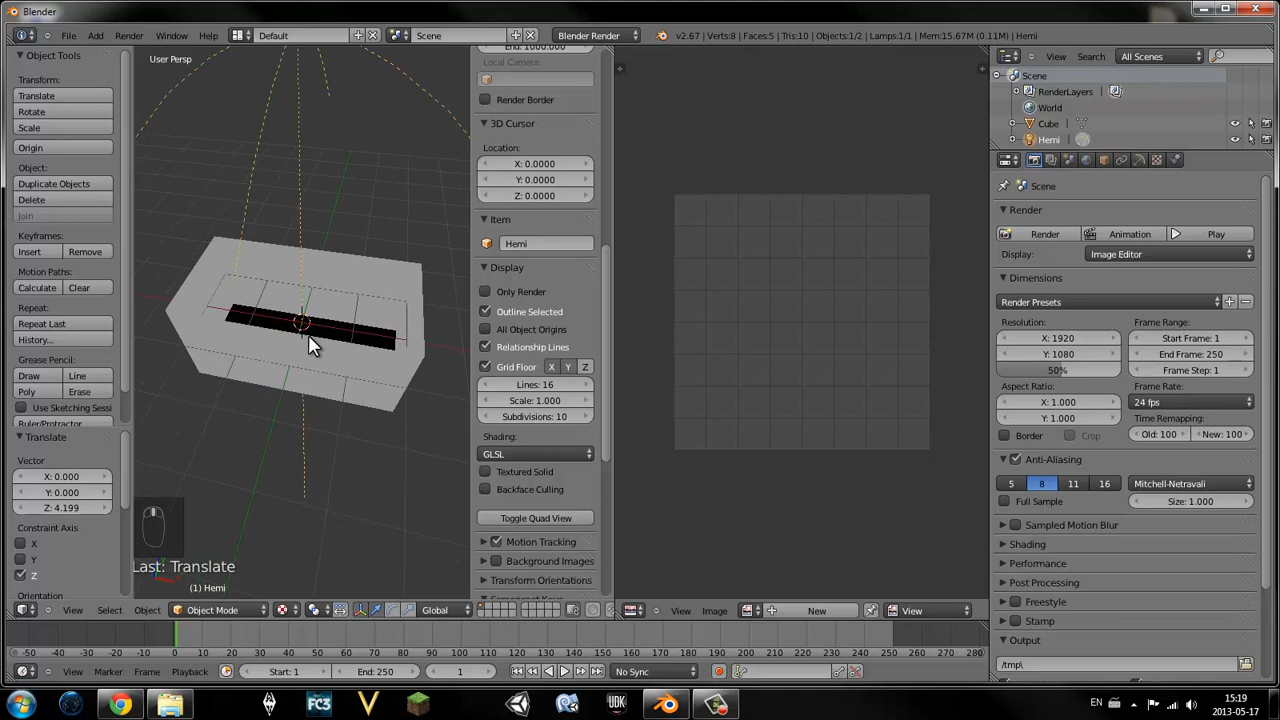 Blender
File Add Render Window Help Default Scene Blender Render v2.67 | Verts:8 | Faces:5 | Tris:10 | Objects:1/2 | Lamps:1/1 | Mem:15.67M (0.11M) | Hemi
Object Tools
Transform:
Translate
Rotate
Scale
Origin
Object:
Duplicate Objects
Delete
Join
Keyframes:
Insert Remove
Motion Paths:
Calculate Clear
Repeat:
Repeat Last
History...
Grease Pencil:
Draw Line
Poly Erase
Use Sketching Sessi
Ruler/Protractor
Translate
Vector
X: 0.000
Y: 0.000
Z: 4.199
Constraint Axis
X
Y
Z
Orientation
User Persp
Last: Translate
(1) Hemi
View Select Object Object Mode Global
End: 1000.000
Local Camera:
Render Border
3D Cursor
Location:
X: 0.0000
Y: 0.0000
Z: 0.0000
Item
Hemi
Display
Only Render
Outline Selected
All Object Origins
Relationship Lines
Grid Floor X Y Z
Lines: 16
Scale: 1.000
Subdivisions: 10
Shading:
GLSL
Textured Solid
Backface Culling
Toggle Quad View
Motion Tracking
Background Images
Transform Orientations
View Image New View
View Search All Scenes
Scene
RenderLayers
World
Cube
Hemi
Scene
Render
Render Animation Play
Display: Image Editor
Dimensions
Render Presets
Resolution: Frame Range:
X: 1920 Start Frame: 1
Y: 1080 End Frame: 250
50% Frame Step: 1
Aspect Ratio: Frame Rate:
X: 1.000 24 fps
Y: 1.000 Time Remapping:
Border Crop Old: 100 New: 100
Anti-Aliasing
5 8 11 16 Mitchell-Netravali
Full Sample Size: 1.000
Sampled Motion Blur
Shading
Performance
Post Processing
Freestyle
Stamp
Output
/tmp\
-50 -40 -30 -20 -10 0 10 20 30 40 50 60 70 80 90 100 110 120 130 140 150 160 170 180 190 200 210 220 230 240 250 260 270 280
View Marker Frame Playback Start: 1 End: 250 1 No Sync
FC3 UDK EN 15:19
2013-05-17